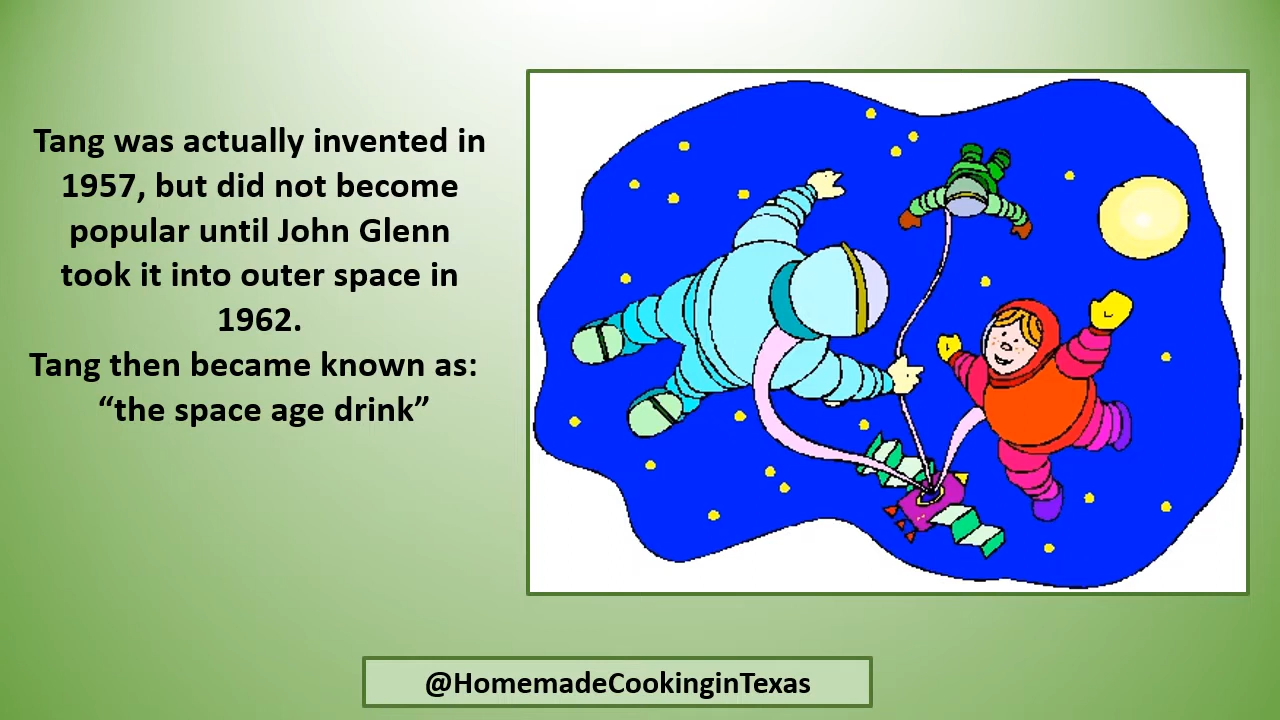 Tang was actually invented in
1957, but did not become
popular until John Glenn
took it into outer space in
1962.
Tang then became known as:
“the space age drink”
@HomemadeCookinginTexas